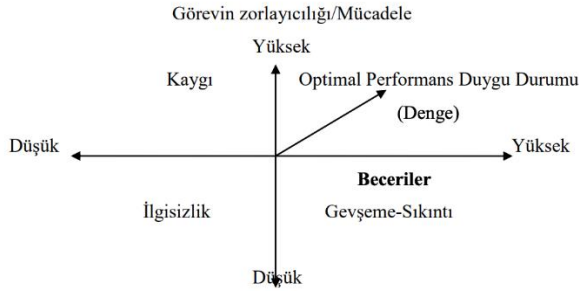 Görevin zorlayıcılığı/Mücadele
Yüksek
Kaygı
Optimal Performans Duygu Durumu
(Denge)
Düşük
Yüksek
Beceriler
İlgisizlik
Gevşeme-Sıkıntı
Düşük